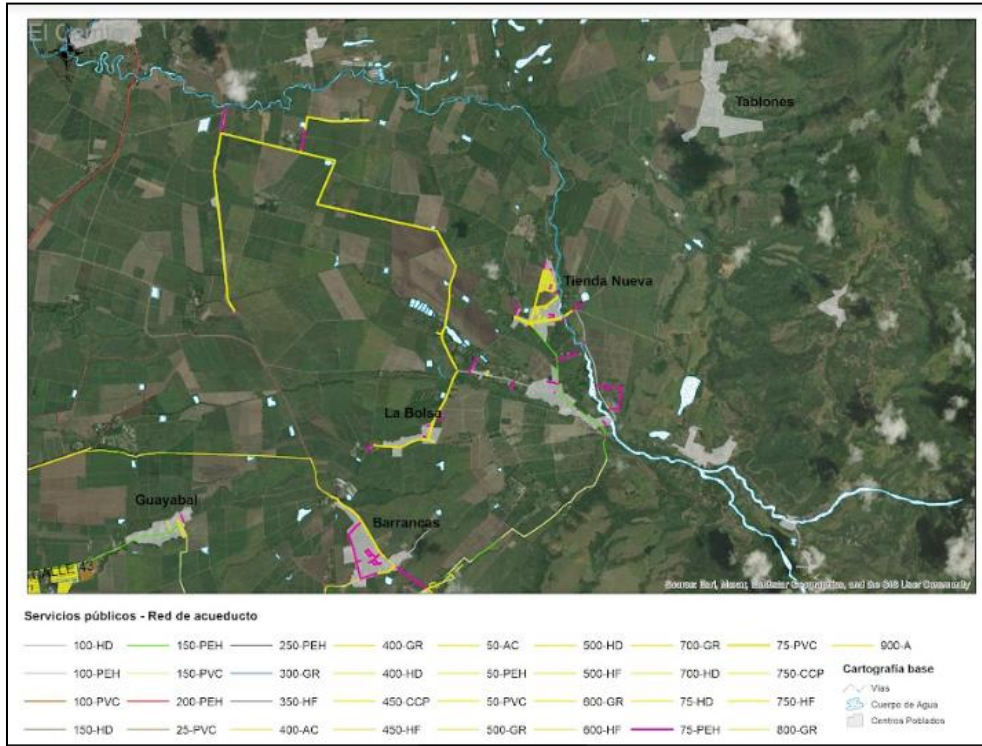 El Cerrito
Tablones
Tienda Nueva
La Bolsa
Guayabal
Barrancas
VALLE 43
Source: Esri, Maxar, Earthstar Geographics, and the GIS User Community
Servicios públicos - Red de acueducto
100-HD 150-PEH 250-PEH 400-GR 50-AC 500-HD 700-GR 75-PVC 900-A
100-PEH 150-PVC 300-GR 400-HD 50-PEH 500-HF 700-HD 750-CCP
100-PVC 200-PEH 350-HF 450-CCP 50-PVC 600-GR 75-HD 750-HF
150-HD 25-PVC 400-AC 450-HF 500-GR 600-HF 75-PEH 800-GR
Cartografía base
Vías
Cuerpo de Agua
Centros Poblados